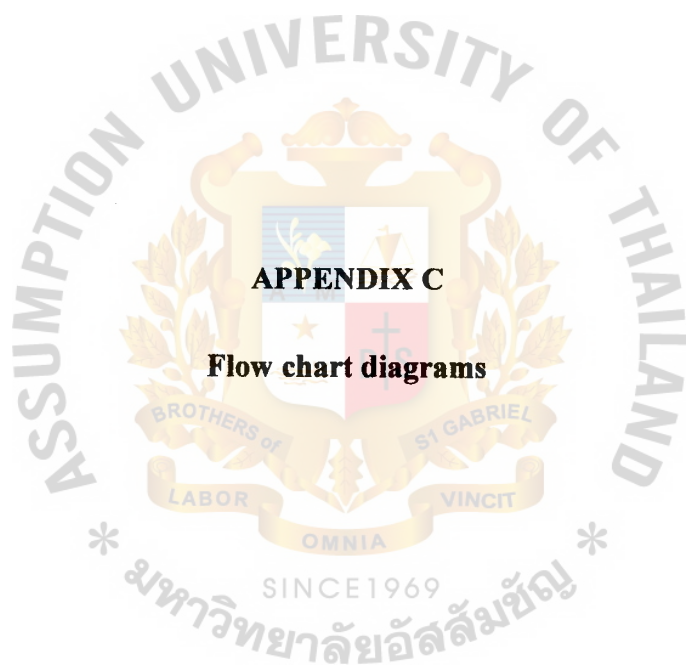 ASSUMPTION UNIVERSITY OF THAILAND
APPENDIX C
A M
Flow chart diagrams
D S
BROTHERS of ST GABRIEL
LABOR
VINCIT
OMNIA
* SINCE1969 *
มหาวิทยาลัยอัสสัมชัญ